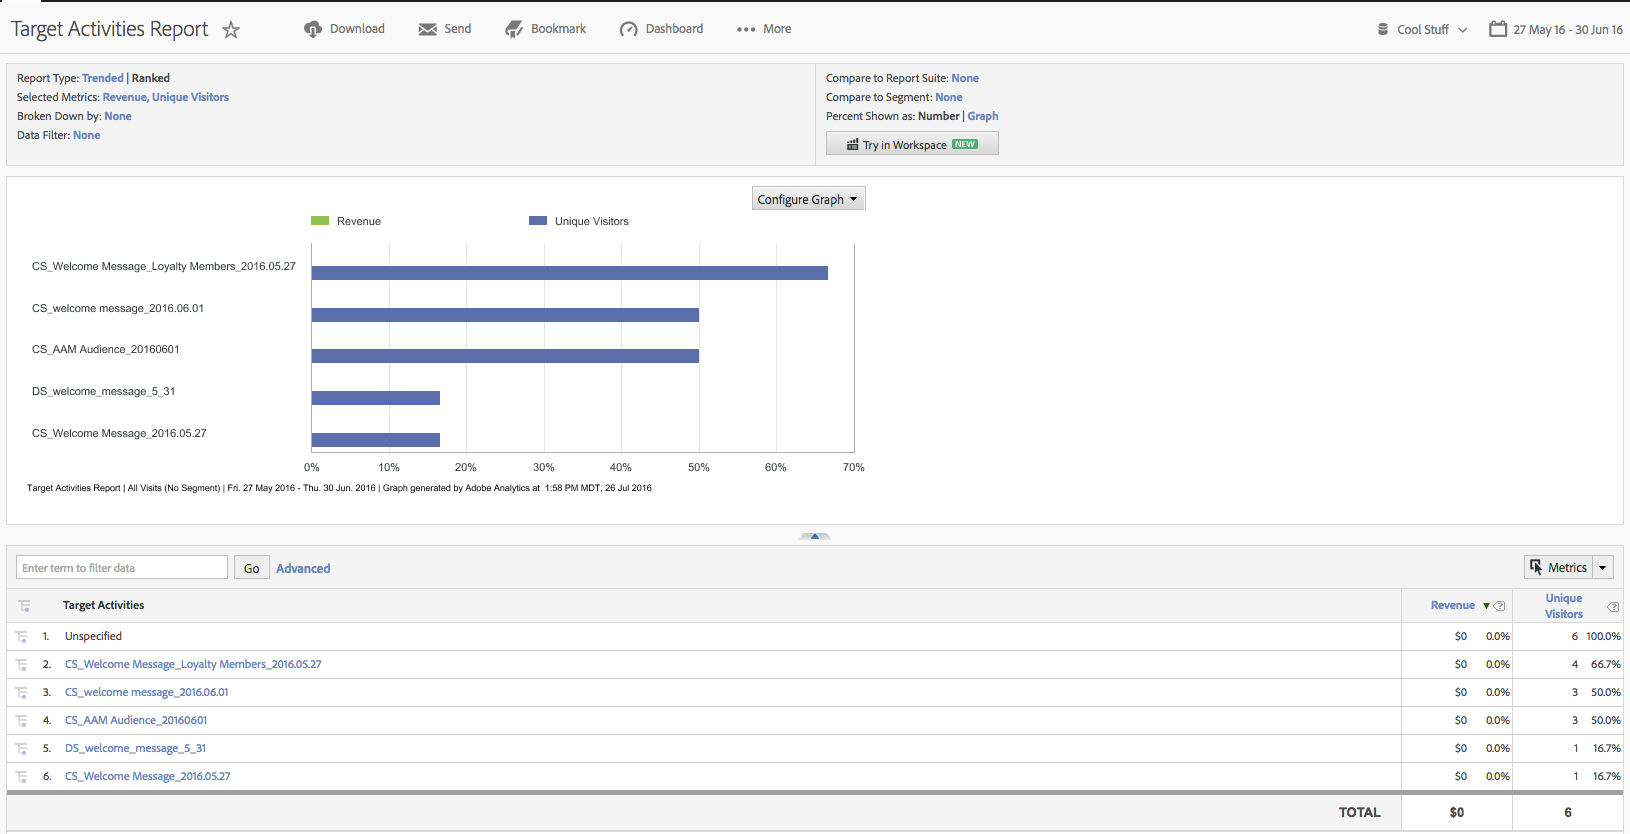 Target Activities Report Download Send Bookmark Dashboard More Cool Stuff 27 May 16 - 30 Jun 16
Report Type: Trended | Ranked
Selected Metrics: Revenue, Unique Visitors
Broken Down by: None
Data Filter: None
Compare to Report Suite: None
Compare to Segment: None
Percent Shown as: Number | Graph
Try in Workspace NEW
Configure Graph
Revenue Unique Visitors
CS_Welcome Message_Loyalty Members_2016.05.27
CS_welcome message_2016.06.01
CS_AAM Audience_20160601
DS_welcome_message_5_31
CS_Welcome Message_2016.05.27
0% 10% 20% 30% 40% 50% 60% 70%
Target Activities Report | All Visits (No Segment) | Fri. 27 May 2016 - Thu. 30 Jun. 2016 | Graph generated by Adobe Analytics at 1:58 PM MDT, 26 Jul 2016
Enter term to filter data Go Advanced Metrics
Target Activities Revenue ? Unique Visitors ?
1. Unspecified $0 0.0% 6 100.0%
2. CS_Welcome Message_Loyalty Members_2016.05.27 $0 0.0% 4 66.7%
3. CS_welcome message_2016.06.01 $0 0.0% 3 50.0%
4. CS_AAM Audience_20160601 $0 0.0% 3 50.0%
5. DS_welcome_message_5_31 $0 0.0% 1 16.7%
6. CS_Welcome Message_2016.05.27 $0 0.0% 1 16.7%
TOTAL $0 6